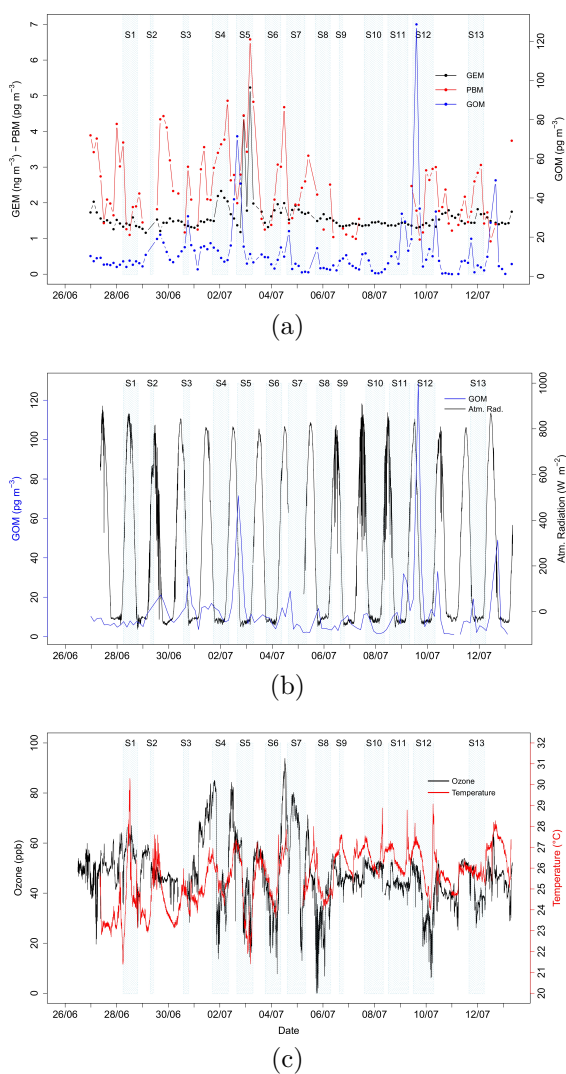 S1 S2 S3 S4 S5 S6 S7 S8 S9 S10 S11 S12 S13
GEM
PBM
GOM
7
6
5
4
3
2
1
0
GEM (ng m−3) − PBM (pg m−3)
120
100
80
60
40
20
0
GOM (pg m−3)
26/06 28/06 30/06 02/07 04/07 06/07 08/07 10/07 12/07
(a)
S1 S2 S3 S4 S5 S6 S7 S8 S9 S10 S11 S12 S13
GOM
Atm. Rad.
120
100
80
60
40
20
0
GOM (pg m−3)
1000
800
600
400
200
0
Atm. Radiation (W m−2)
26/06 28/06 30/06 02/07 04/07 06/07 08/07 10/07 12/07
(b)
S1 S2 S3 S4 S5 S6 S7 S8 S9 S10 S11 S12 S13
Ozone
Temperature
100
80
60
40
20
0
Ozone (ppb)
32
31
30
29
28
27
26
25
24
23
22
21
20
Temperature (°C)
26/06 28/06 30/06 02/07 04/07 06/07 08/07 10/07 12/07
Date
(c)